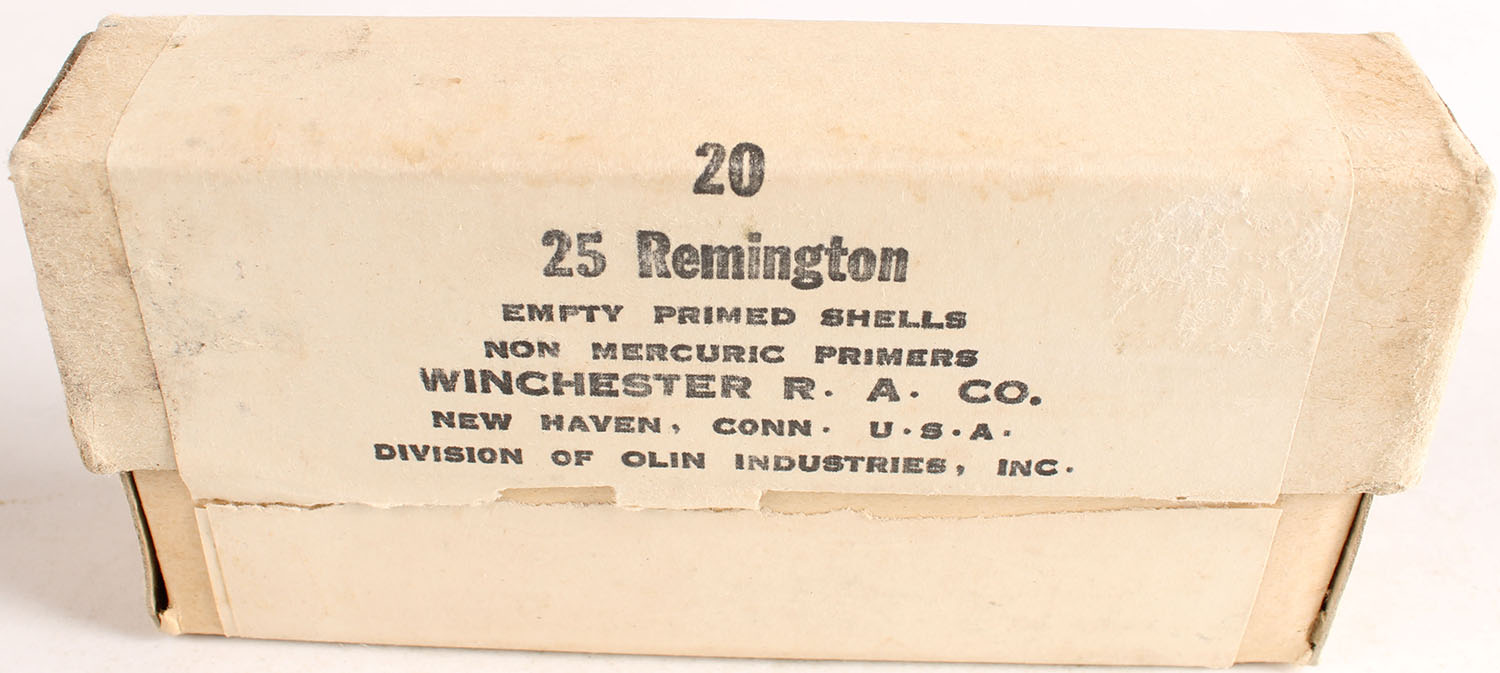 20
25 Remington
EMPTY PRIMED SHELLS
NON MERCURIC PRIMERS
WINCHESTER R. A. CO.
NEW HAVEN, CONN. U.S.A.
DIVISION OF OLIN INDUSTRIES, INC.